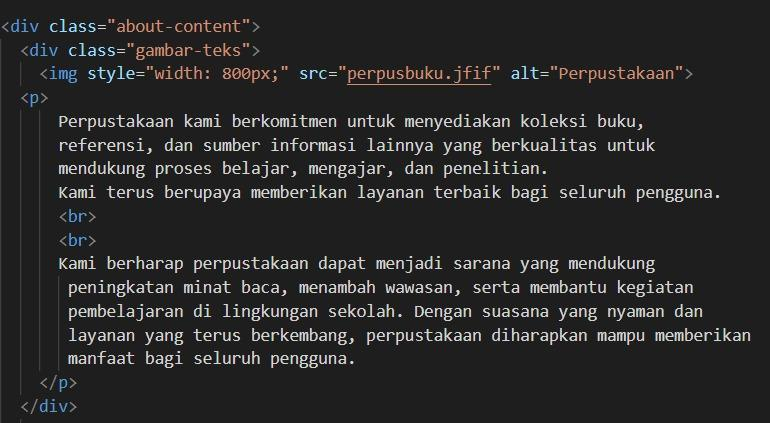 <div class="about-content">
<div class="gambar-teks">
<img style="width: 800px;" src="perpusbuku.jfif" alt="Perpustakaan">
<p>
Perpustakaan kami berkomitmen untuk menyediakan koleksi buku,
referensi, dan sumber informasi lainnya yang berkualitas untuk
mendukung proses belajar, mengajar, dan penelitian.
Kami terus berupaya memberikan layanan terbaik bagi seluruh pengguna.
<br>
<br>
Kami berharap perpustakaan dapat menjadi sarana yang mendukung
peningkatan minat baca, menambah wawasan, serta membantu kegiatan
pembelajaran di lingkungan sekolah. Dengan suasana yang nyaman dan
layanan yang terus berkembang, perpustakaan diharapkan mampu memberikan
manfaat bagi seluruh pengguna.
</p>
</div>